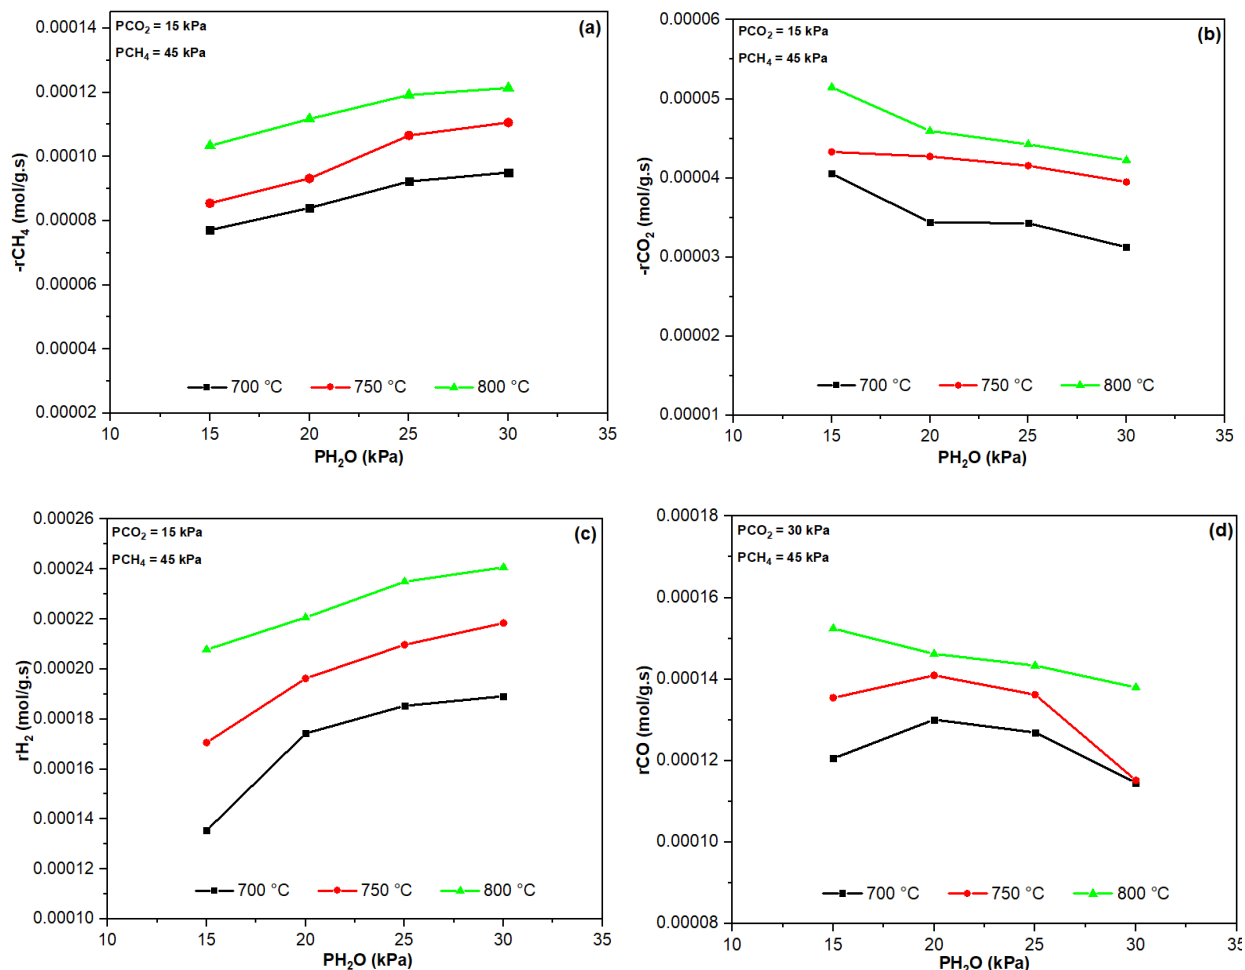 (a)
PCO₂ = 15 kPa
PCH₄ = 45 kPa
-rCH₄ (mol/g.s)
0.00014
0.00012
0.00010
0.00008
0.00006
0.00004
0.00002
700 °C 750 °C 800 °C
10 15 20 25 30 35
PH₂O (kPa)
(b)
PCO₂ = 15 kPa
PCH₄ = 45 kPa
-rCO₂ (mol/g.s)
0.00006
0.00005
0.00004
0.00003
0.00002
0.00001
700 °C 750 °C 800 °C
10 15 20 25 30 35
PH₂O (kPa)
(c)
PCO₂ = 15 kPa
PCH₄ = 45 kPa
rH₂ (mol/g.s)
0.00026
0.00024
0.00022
0.00020
0.00018
0.00016
0.00014
0.00012
0.00010
700 °C 750 °C 800 °C
10 15 20 25 30 35
PH₂O (kPa)
(d)
PCO₂ = 30 kPa
PCH₄ = 45 kPa
rCO (mol/g.s)
0.00018
0.00016
0.00014
0.00012
0.00010
0.00008
700 °C 750 °C 800 °C
10 15 20 25 30 35
PH₂O (kPa)